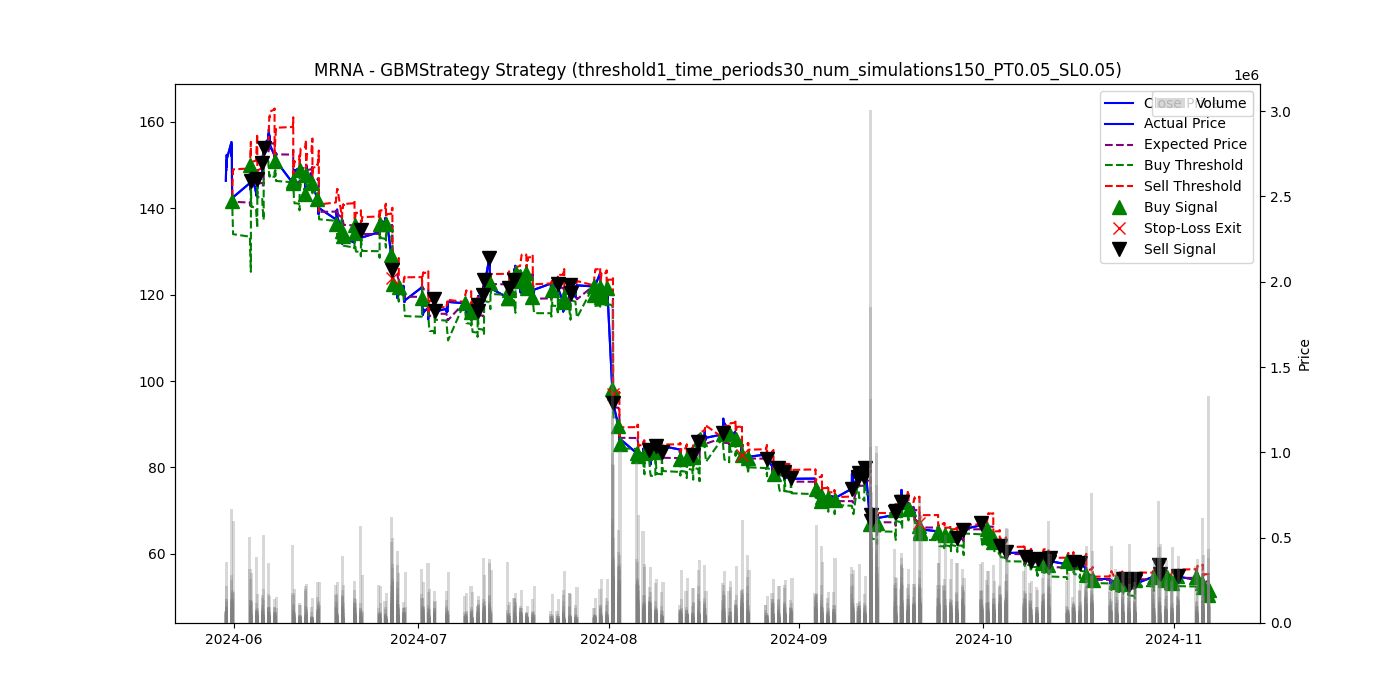 MRNA - GBMStrategy Strategy (threshold1_time_periods30_num_simulations150_PT0.05_SL0.05)
1e6
160
140
120
100
80
60
3.0
2.5
2.0
1.5
1.0
0.5
0.0
Price
Volume
Actual Price
Expected Price
Buy Threshold
Sell Threshold
Buy Signal
Stop-Loss Exit
Sell Signal
2024-06
2024-07
2024-08
2024-09
2024-10
2024-11